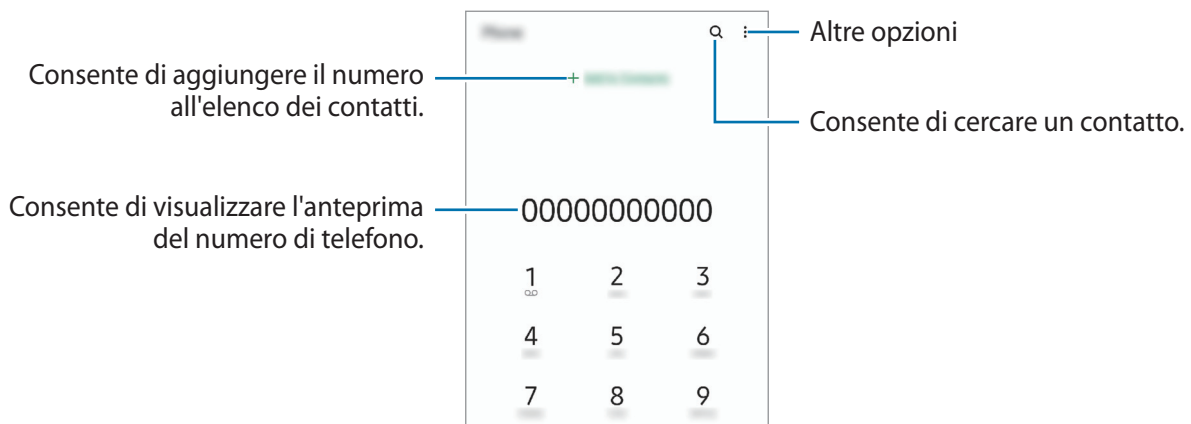 Altre opzioni
Consente di aggiungere il numero
all'elenco dei contatti.
Consente di cercare un contatto.
Consente di visualizzare l'anteprima
del numero di telefono.
00000000000
1 2 3
4 5 6
7 8 9